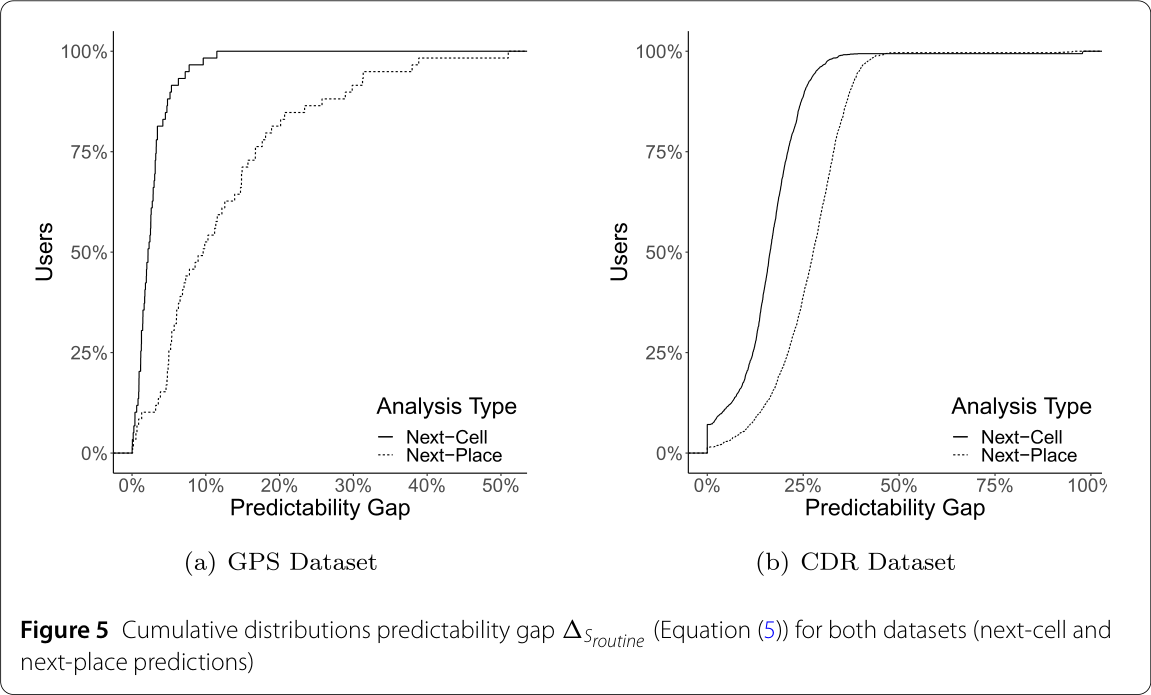 100%
75%
50%
25%
0%
Users
0%
10%
20%
30%
40%
50%
Predictability Gap
Analysis Type
Next−Cell
Next−Place
(a) GPS Dataset
100%
75%
50%
25%
0%
Users
0%
25%
50%
75%
100%
Predictability Gap
Analysis Type
Next−Cell
Next−Place
(b) CDR Dataset
Figure 5 Cumulative distributions predictability gap Δ_{S_{routine}} (Equation (5)) for both datasets (next-cell and
next-place predictions)